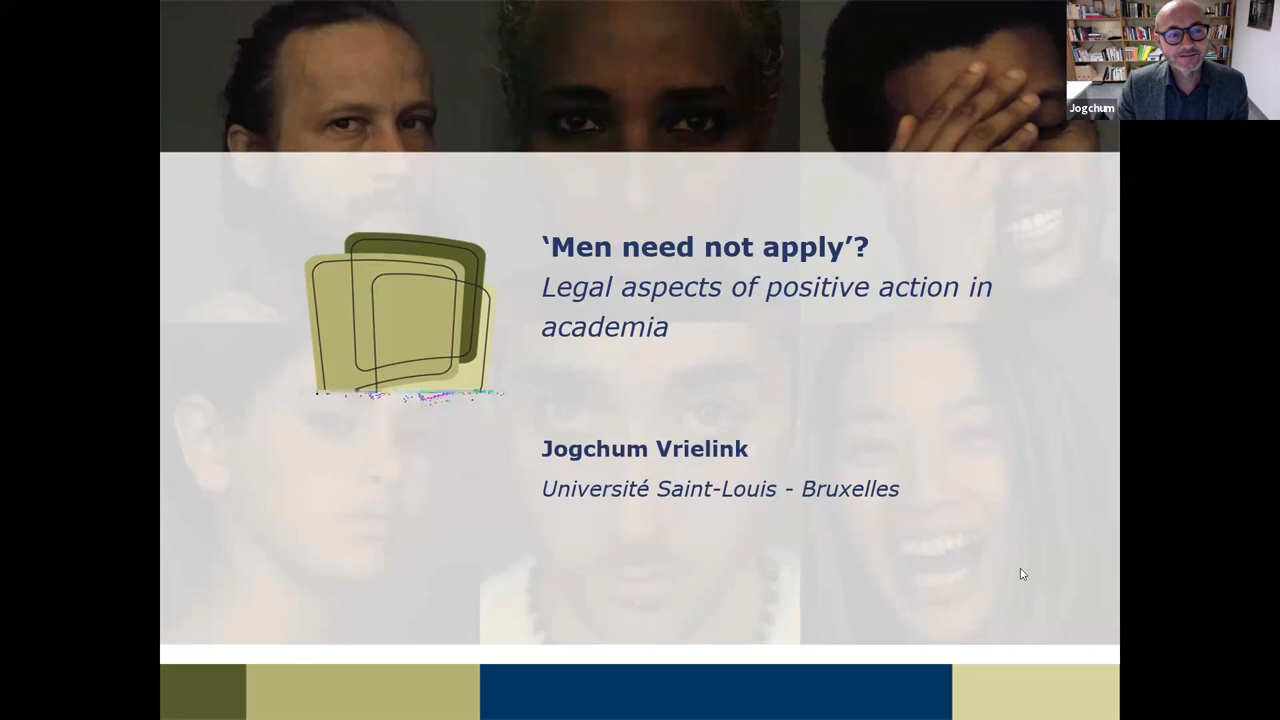 Jogchum
‘Men need not apply’?
Legal aspects of positive action in
academia
Jogchum Vrielink
Université Saint-Louis - Bruxelles